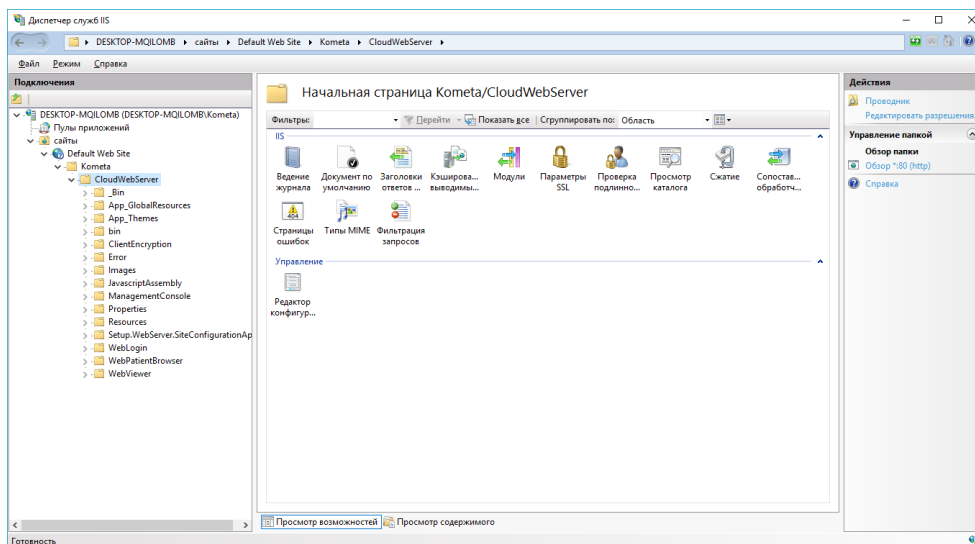 Диспетчер служб IIS
DESKTOP-MQILOMB ▸ сайты ▸ Default Web Site ▸ Kometa ▸ CloudWebServer ▸
Файл Режим Справка
Подключения
DESKTOP-MQILOMB (DESKTOP-MQILOMB\Kometa)
Пулы приложений
сайты
Default Web Site
Kometa
CloudWebServer
_Bin
App_GlobalResources
App_Themes
bin
ClientEncryption
Error
Images
JavascriptAssembly
ManagementConsole
Properties
Resources
Setup.WebServer.SiteConfigurationAp
WebLogin
WebPatientBrowser
WebViewer
Начальная страница Kometa/CloudWebServer
Фильтры: Перейти Показать все Сгруппировать по: Область
IIS
Ведение Документ по Заголовки Кэширова... Модули Параметры Проверка Просмотр Сжатие Сопостав...
журнала умолчанию ответов ... выводимы... SSL подлинно... каталога обработч...
404
Страницы Типы MIME Фильтрация
ошибок запросов
Управление
Редактор
конфигур...
Просмотр возможностей Просмотр содержимого
Действия
Проводник
Редактировать разрешения...
Управление папкой
Обзор папки
Обзор *:80 (http)
Справка
Готовность